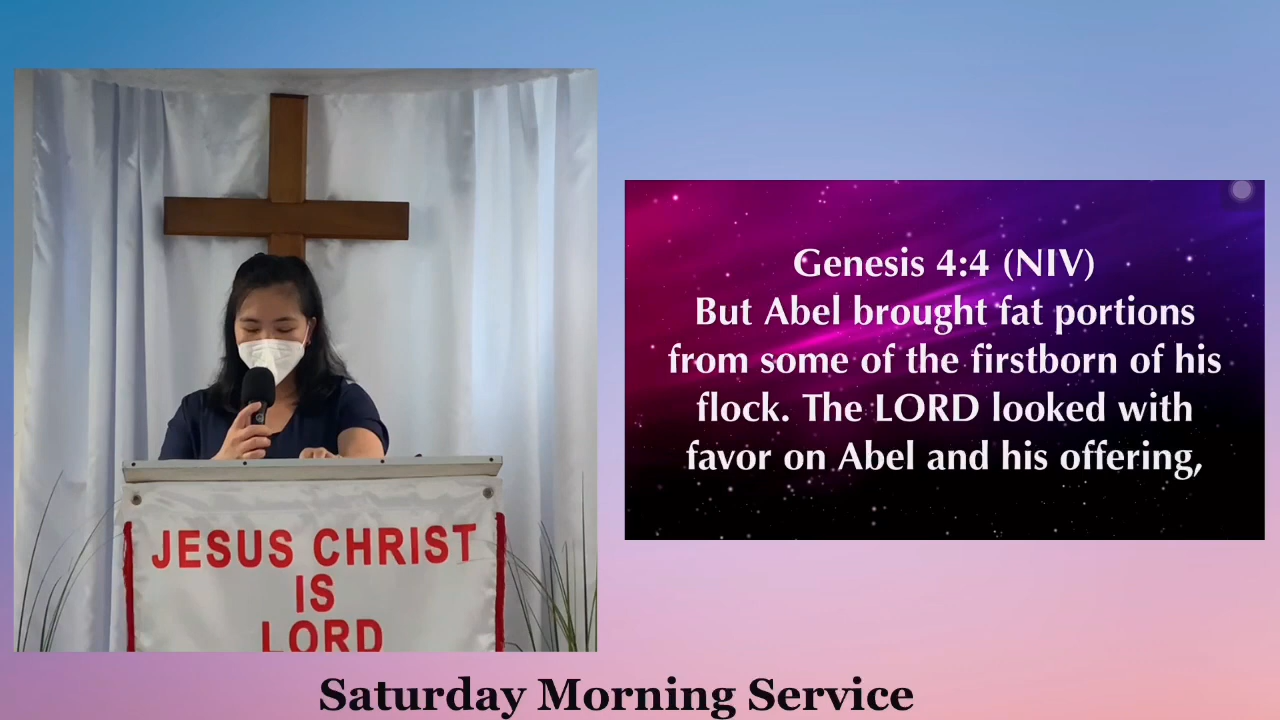 Genesis 4:4 (NIV)
But Abel brought fat portions
from some of the firstborn of his
flock. The LORD looked with
favor on Abel and his offering,
JESUS CHRIST
IS
LORD
Saturday Morning Service